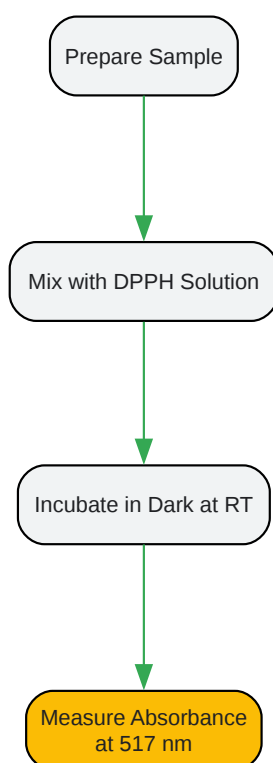 Prepare Sample
Mix with DPPH Solution
Incubate in Dark at RT
Measure Absorbance
at 517 nm